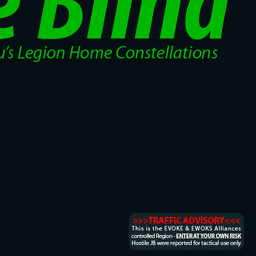 e Blind
u's Legion Home Constellations
>>>TRAFFIC ADVISORY<<<
This is the EVOKE & EWOKS Alliances
controlled Region - ENTER AT YOUR OWN RISK
Hostile JB were reported for tactical use only